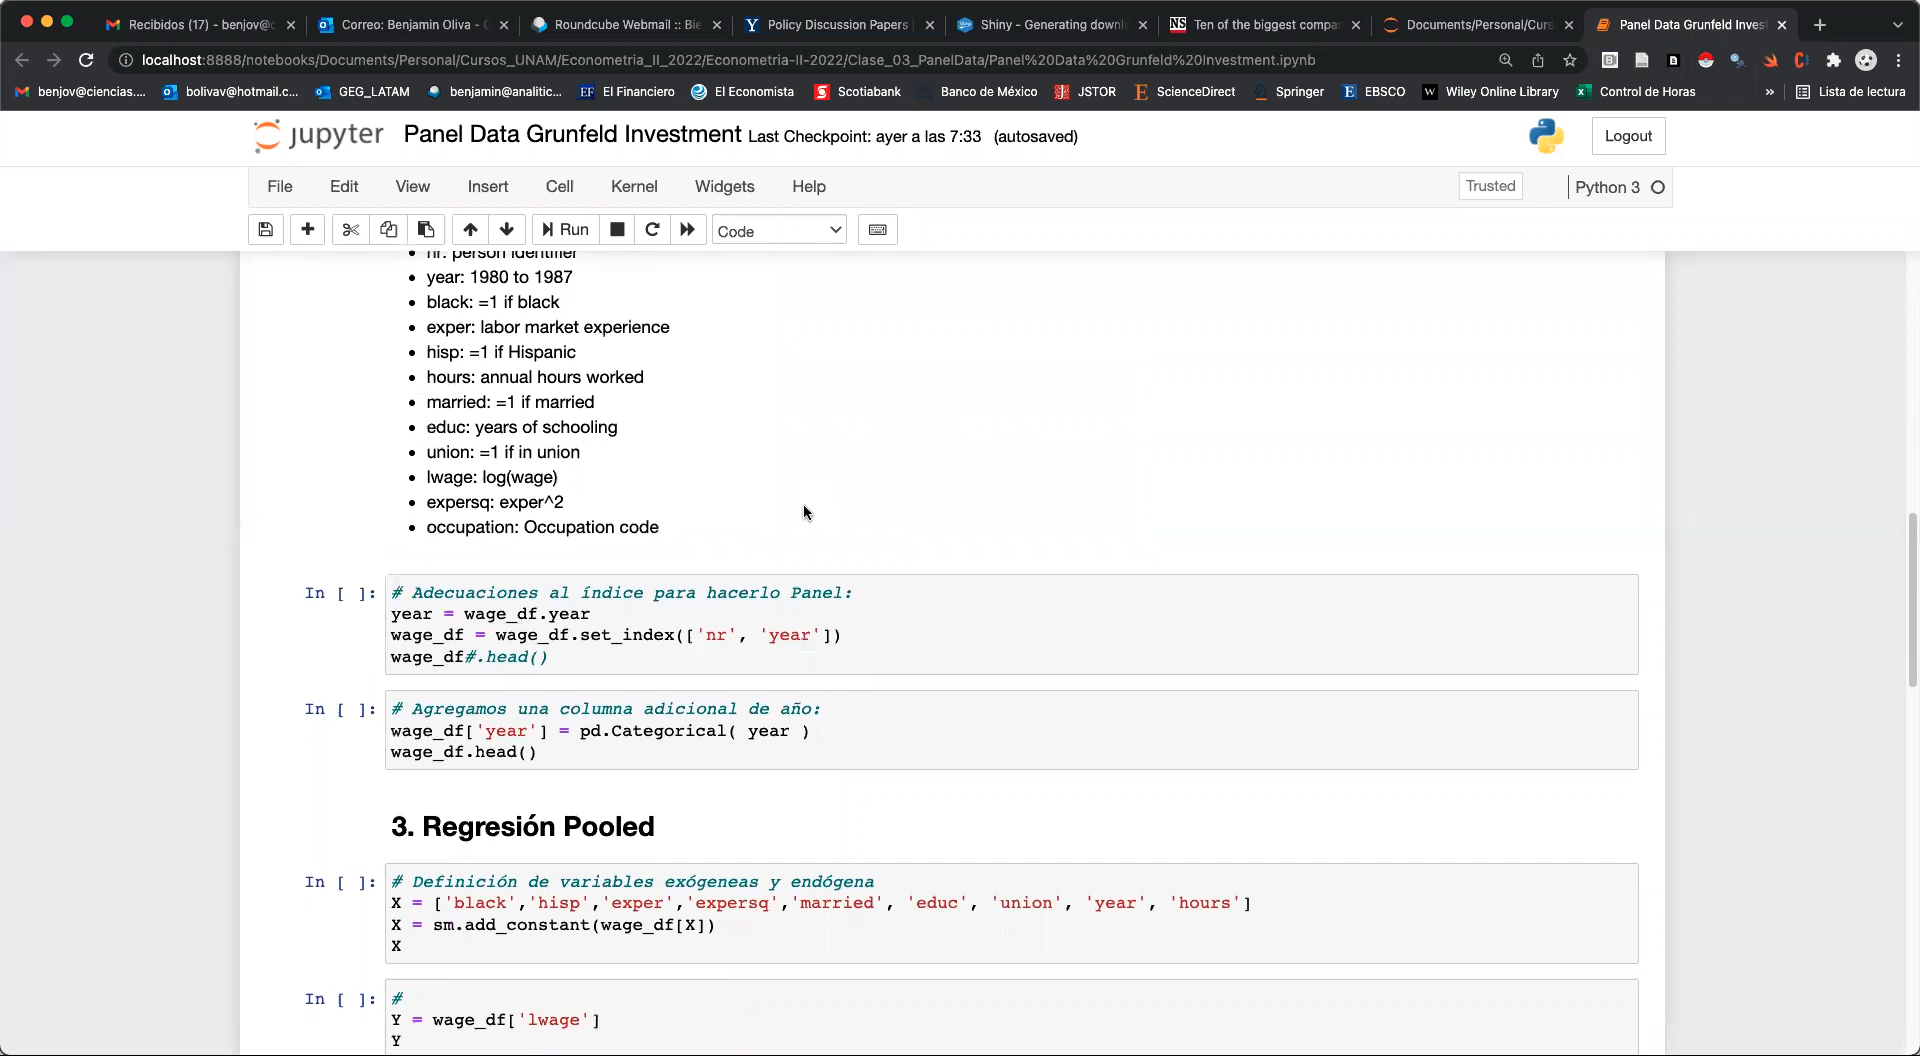 Recibidos (17) - benjov@c
Correo: Benjamin Oliva - 
Roundcube Webmail :: Bie
Policy Discussion Papers
Shiny - Generating downl
Ten of the biggest compa
Documents/Personal/Curs
Panel Data Grunfeld Inves
localhost:8888/notebooks/Documents/Personal/Cursos_UNAM/Econometria_II_2022/Econometria-II-2022/Clase_03_PanelData/Panel%20Data%20Grunfeld%20Investment.ipynb
benjov@ciencias.... bolivav@hotmail.c... GEG_LATAM benjamin@analitic... El Financiero El Economista Scotiabank Banco de México JSTOR ScienceDirect Springer EBSCO Wiley Online Library Control de Horas » Lista de lectura
jupyter Panel Data Grunfeld Investment Last Checkpoint: ayer a las 7:33 (autosaved) Logout
File Edit View Insert Cell Kernel Widgets Help Trusted Python 3
Run Code
nr: person identifier
year: 1980 to 1987
black: =1 if black
exper: labor market experience
hisp: =1 if Hispanic
hours: annual hours worked
married: =1 if married
educ: years of schooling
union: =1 if in union
lwage: log(wage)
expersq: exper^2
occupation: Occupation code
In [ ]: # Adecuaciones al índice para hacerlo Panel:
year = wage_df.year
wage_df = wage_df.set_index(['nr', 'year'])
wage_df#.head()
In [ ]: # Agregamos una columna adicional de año:
wage_df['year'] = pd.Categorical( year )
wage_df.head()
3. Regresión Pooled
In [ ]: # Definición de variables exógeneas y endógena
X = ['black','hisp','exper','expersq','married', 'educ', 'union', 'year', 'hours']
X = sm.add_constant(wage_df[X])
X
In [ ]: #
Y = wage_df['lwage']
Y